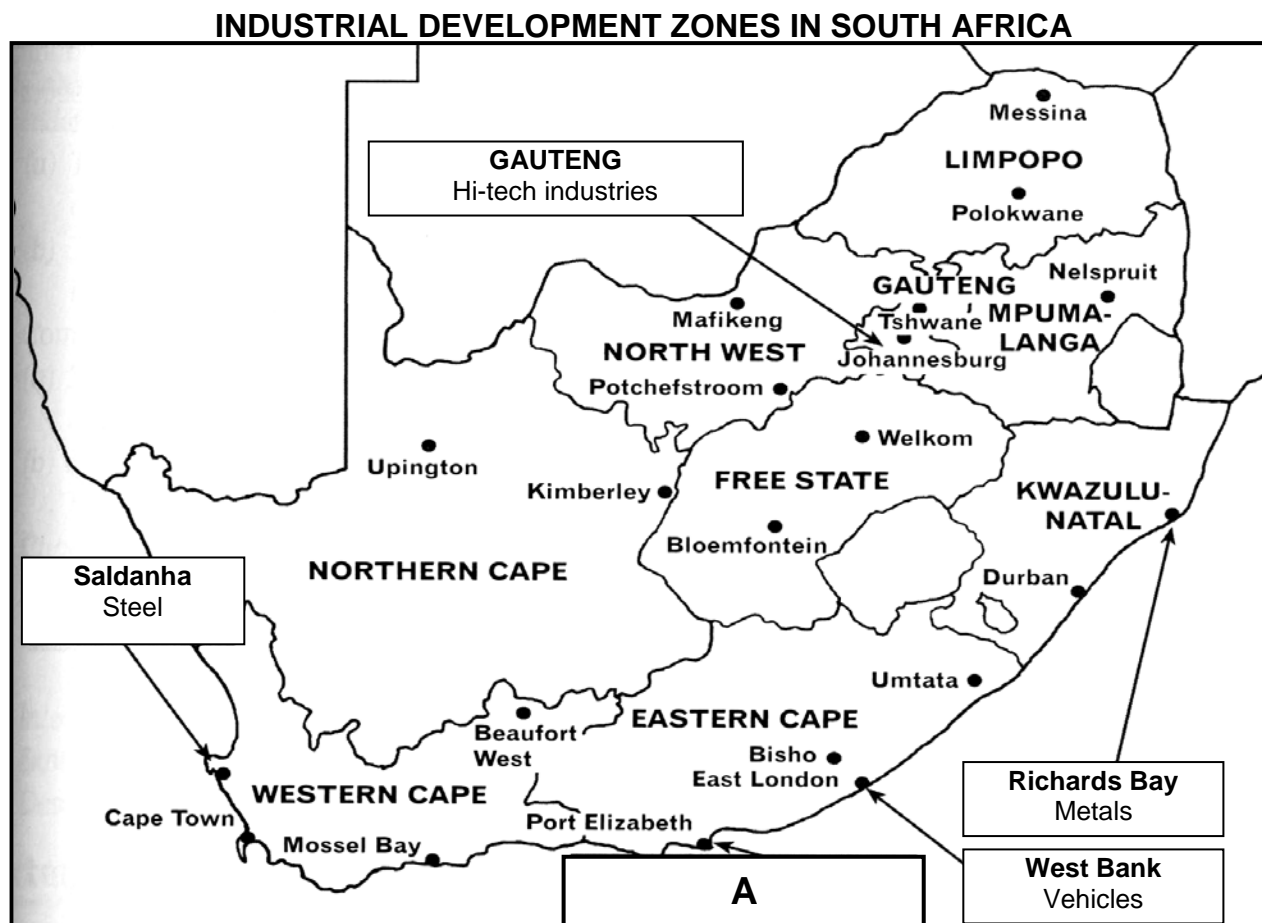 INDUSTRIAL DEVELOPMENT ZONES IN SOUTH AFRICA
Messina
GAUTENG
Hi-tech industries
LIMPOPO
Polokwane
Nelspruit
GAUTENG
Mafikeng
Tshwane
MPUMA-
LANGA
NORTH WEST
Johannesburg
Potchefstroom
Welkom
Upington
Kimberley
FREE STATE
KWAZULU-
NATAL
Bloemfontein
Saldanha
Steel
NORTHERN CAPE
Durban
Umtata
EASTERN CAPE
Beaufort
West
Bisho
East London
WESTERN CAPE
Richards Bay
Metals
Cape Town
Port Elizabeth
Mossel Bay
A
West Bank
Vehicles